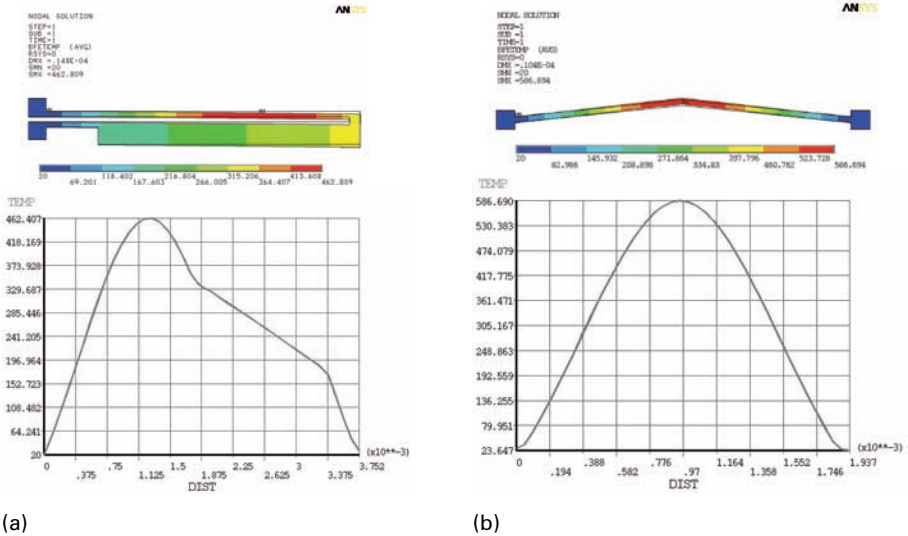 ANSYS
NODAL SOLUTION
STEP=1
SUB =1
TIME=1
BFETEMP (AVG)
RSYS=0
DMX =.148E-04
SMN =20
SMX =462.809
20 118.402 216.804 315.206 413.608
69.201 167.603 266.005 364.407 462.809
TEMP
462.407
418.169
373.928
329.687
285.446
241.205
196.964
152.723
108.482
64.241
20
0 .75 1.5 2.25 3 3.752
.375 1.125 1.875 2.625 3.375
(x10**-3)
DIST
(a)
ANSYS
NODAL SOLUTION
STEP=1
SUB =1
TIME=1
BFETEMP (AVG)
RSYS=0
DMX =.104E-04
SMN =20
SMX =586.694
20 145.932 271.864 397.796 523.728
82.966 208.898 334.83 460.762 586.694
TEMP
586.690
530.383
474.079
417.775
361.471
305.167
248.863
192.559
136.255
79.951
23.647
0 .388 .776 1.164 1.552 1.937
.194 .582 .97 1.358 1.746
(x10**-3)
DIST
(b)